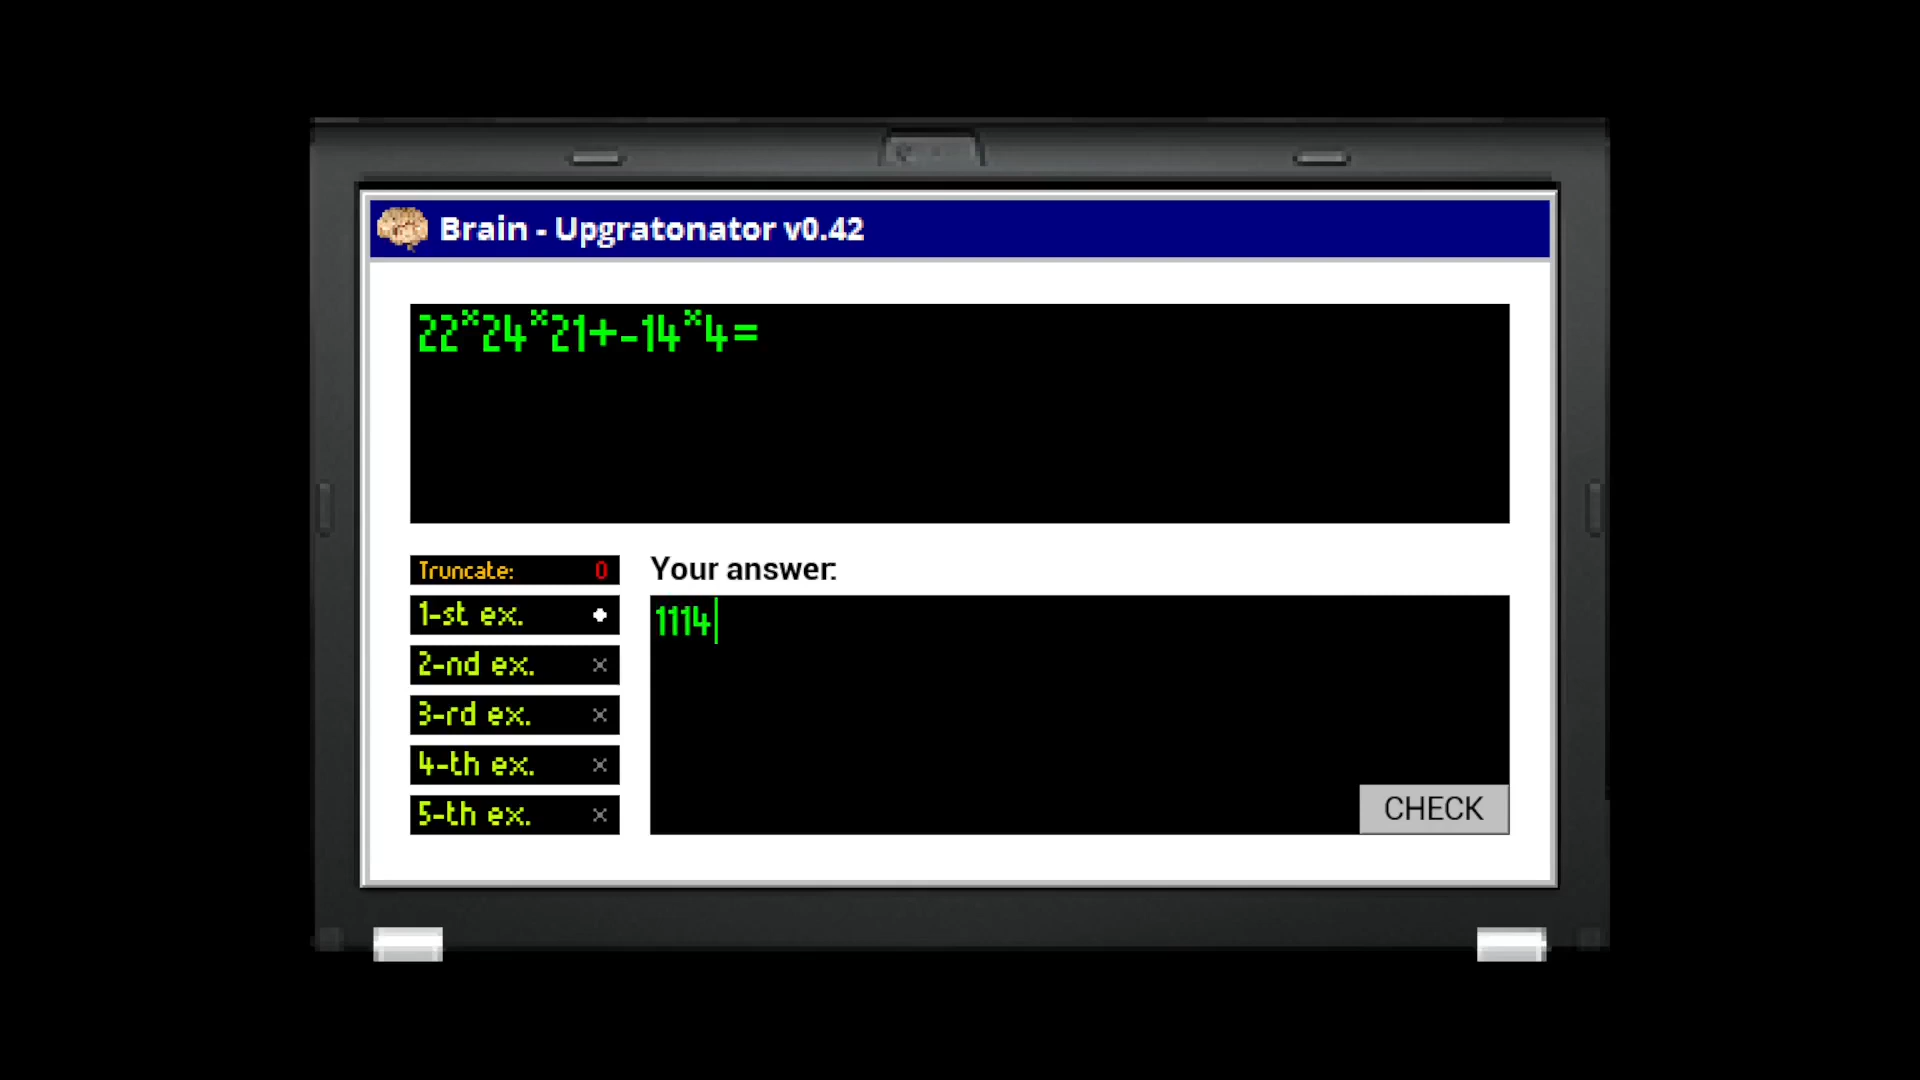 Brain - Upgratonator v0.42
22*24*21+-14*4=
Truncate: 0
1-st ex.
2-nd ex. ×
3-rd ex. ×
4-th ex. ×
5-th ex. ×
Your answer:
1114
CHECK